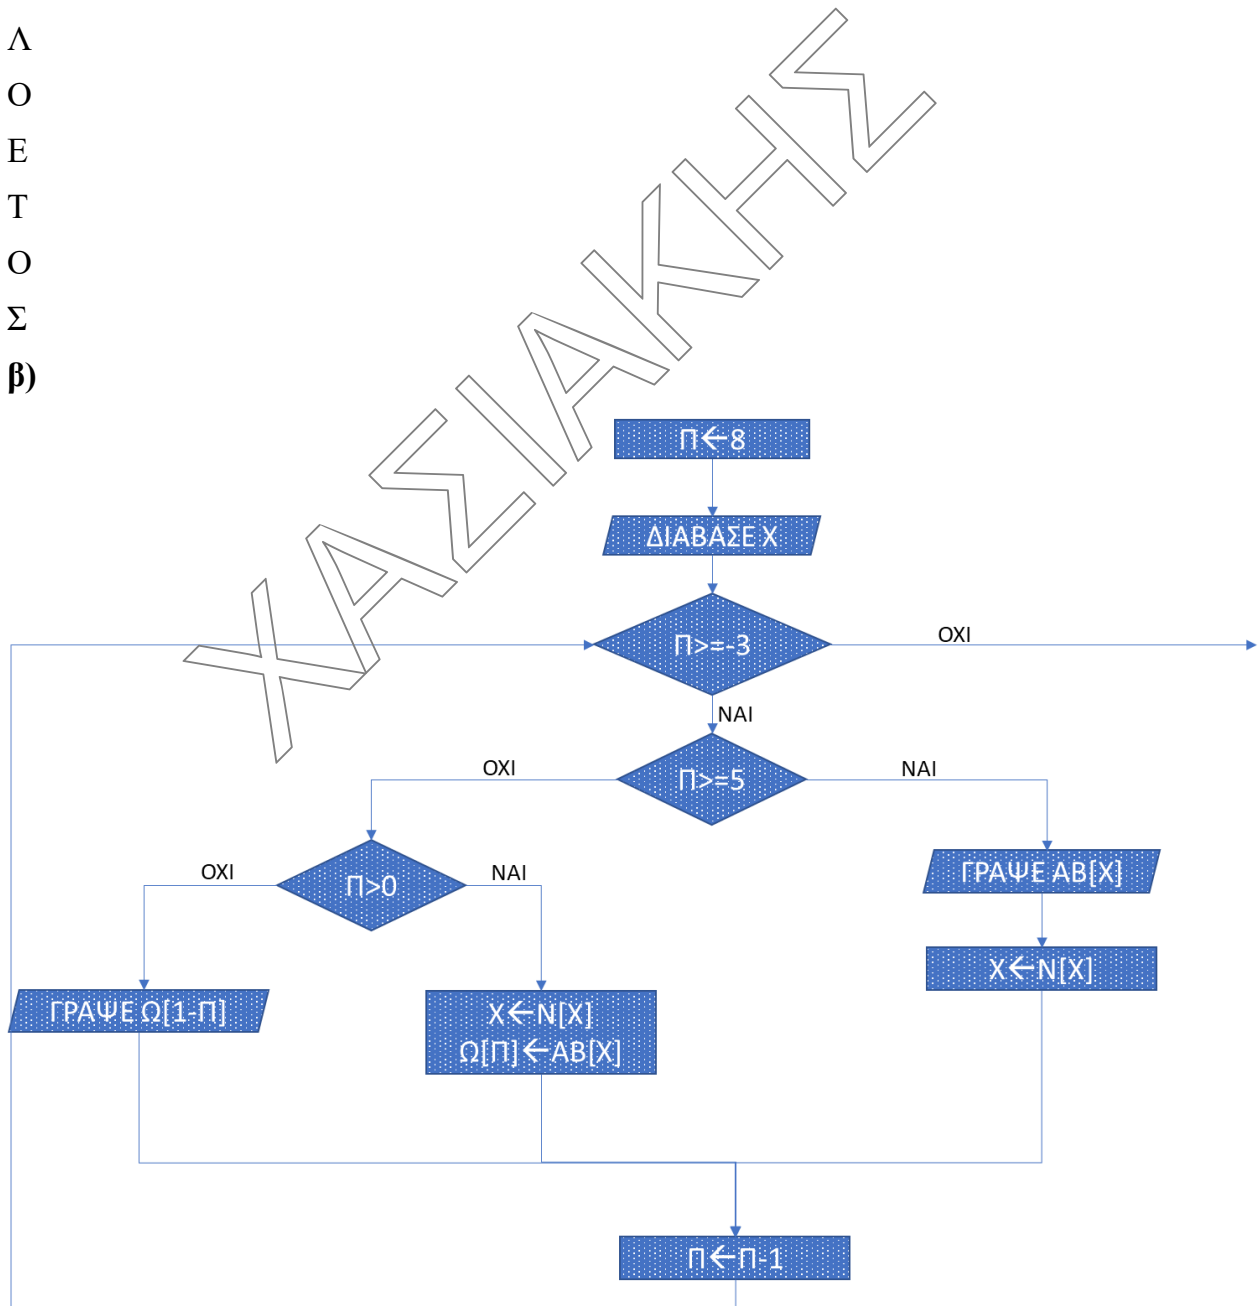 Λ
Ο
Ε
Τ
Ο
Σ
β)
ΧΑΣΙΑΚΗΣ
Π←8
ΔΙΑΒΑΣΕ Χ
Π>=-3
ΟΧΙ
ΝΑΙ
Π>=5
ΟΧΙ
ΝΑΙ
Π>0
ΟΧΙ
ΝΑΙ
ΓΡΑΨΕ ΑΒ[Χ]
Χ←Ν[Χ]
ΓΡΑΨΕ Ω[1-Π]
Χ←Ν[Χ]
Ω[Π]←ΑΒ[Χ]
Π←Π-1